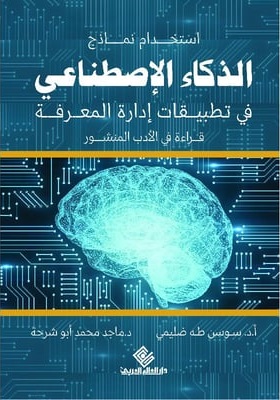 استخدام نماذج
الذكاء الإصطناعي
في تطبيقات إدارة المعرفة
قراءة في الأدب المنشور
أ.د. سوسن طه ضليمي
د.ماجد محمد أبو شرحة
دار العالم العربي